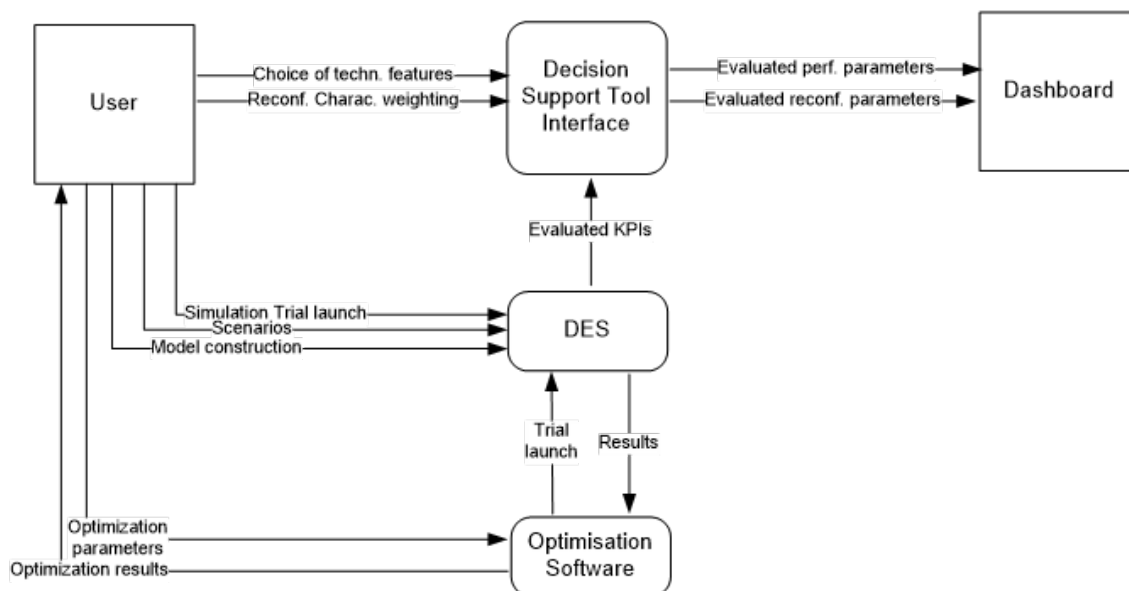 User
Choice of techn. features
Reconf. Charac. weighting
Decision
Support Tool
Interface
Evaluated perf. parameters
Evaluated reconf. parameters
Dashboard
Evaluated KPIs
Simulation Trial launch
Scenarios
Model construction
DES
Trial
launch
Results
Optimization
parameters
Optimization results
Optimisation
Software